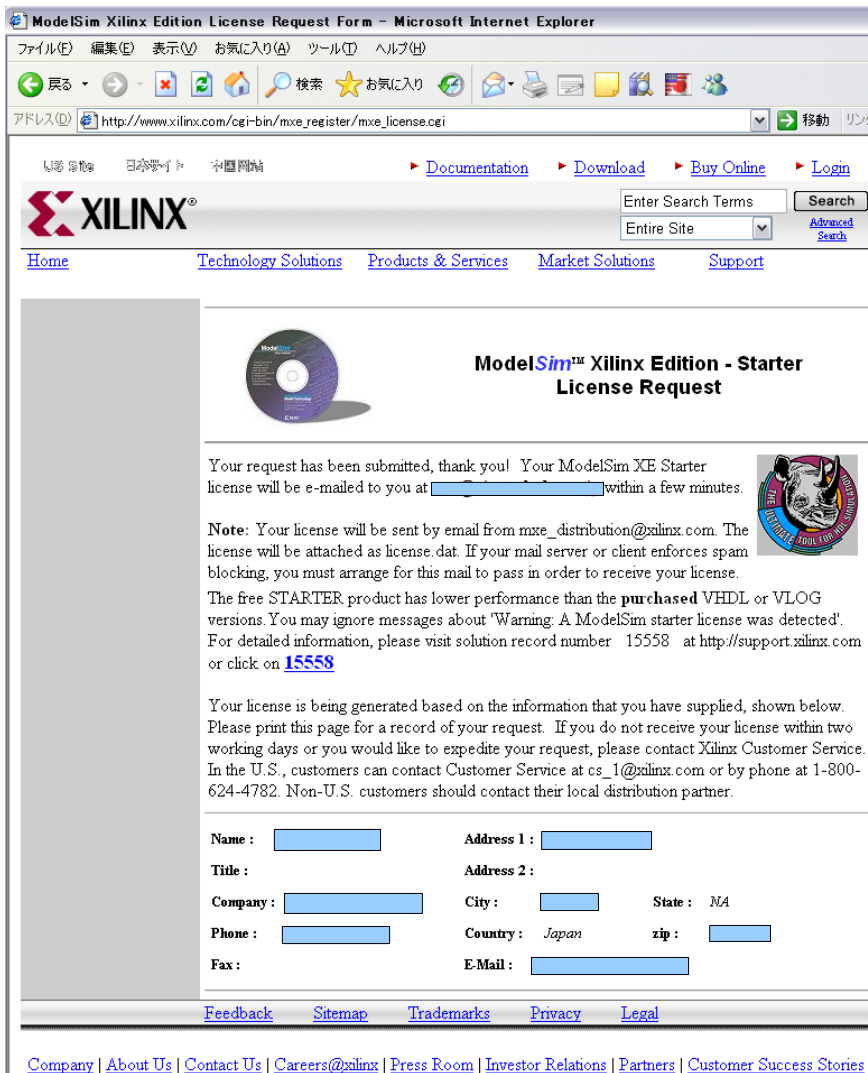 ModelSim Xilinx Edition License Request Form - Microsoft Internet Explorer
ファイル(F) 編集(E) 表示(V) お気に入り(A) ツール(T) ヘルプ(H)
戻る 検索 お気に入り
アドレス(D) http://www.xilinx.com/cgi-bin/mxe_register/mxe_license.cgi 移動
Documentation Download Buy Online Login
XILINX® Enter Search Terms Search
Entire Site Advanced Search
Home Technology Solutions Products & Services Market Solutions Support
ModelSim™ Xilinx Edition - Starter
License Request
Your request has been submitted, thank you! Your ModelSim XE Starter
license will be e-mailed to you at within a few minutes.
Note: Your license will be sent by email from mxe_distribution@xilinx.com. The
license will be attached as license.dat. If your mail server or client enforces spam
blocking, you must arrange for this mail to pass in order to receive your license.
THE ULTIMATE TOOL FOR HDL SIMULATION
The free STARTER product has lower performance than the purchased VHDL or VLOG
versions.You may ignore messages about 'Warning: A ModelSim starter license was detected'.
For detailed information, please visit solution record number 15558 at http://support.xilinx.com
or click on 15558
Your license is being generated based on the information that you have supplied, shown below.
Please print this page for a record of your request. If you do not receive your license within two
working days or you would like to expedite your request, please contact Xilinx Customer Service.
In the U.S., customers can contact Customer Service at cs_1@xilinx.com or by phone at 1-800-
624-4782. Non-U.S. customers should contact their local distribution partner.
Name : Address 1 :
Title : Address 2 :
Company : City : State : NA
Phone : Country : Japan zip :
Fax : E-Mail :
Feedback Sitemap Trademarks Privacy Legal
Company | About Us | Contact Us | Careers@xilinx | Press Room | Investor Relations | Partners | Customer Success Stories